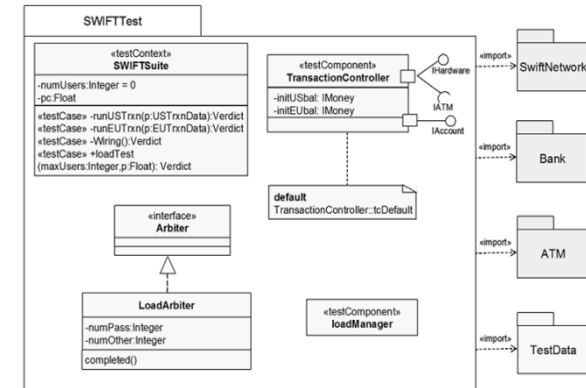 SWIFTTest
«testContext»
SWIFTSuite
-numUsers:Integer = 0
-pc:Float
«testCase» -runUSTrxn(p:USTrxnData):Verdict
«testCase» -runEUTrxn(p:EUTrxnData):Verdict
«testCase» -Wiring():Verdict
«testCase» +loadTest
(maxUsers:Integer,p:Float): Verdict
«testComponent»
TransactionController
-initUSbal: IMoney
-initEUbal: IMoney
IHardware
IATM
IAccount
default
TransactionController::tcDefault
«interface»
Arbiter
LoadArbiter
-numPass:Integer
-numOther:Integer
completed()
«testComponent»
loadManager
«import»
SwiftNetwork
«import»
Bank
«import»
ATM
«import»
TestData